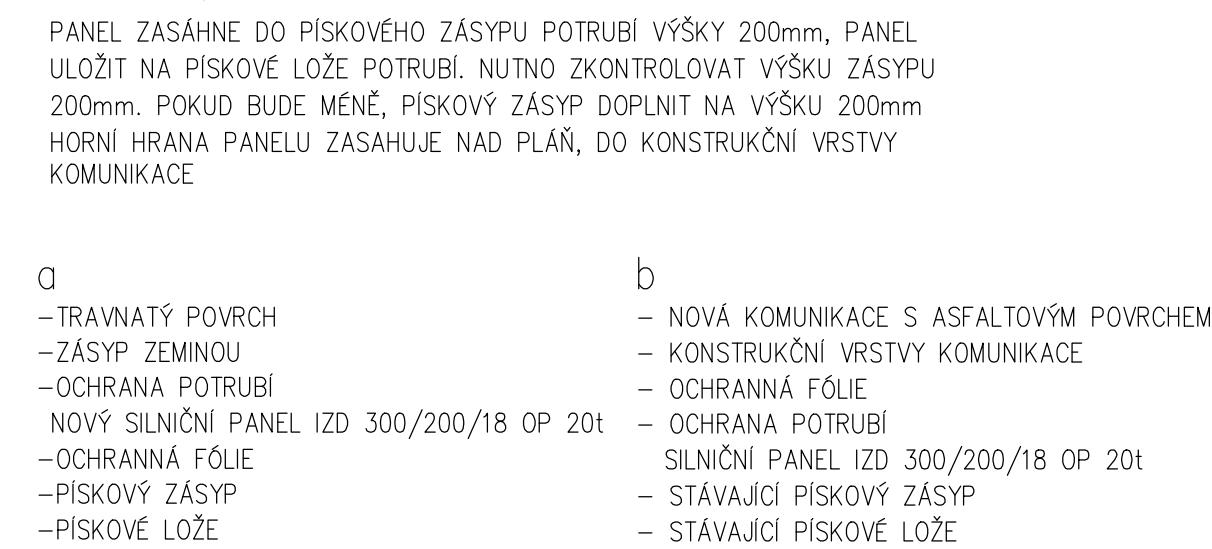 PANEL ZASÁHNE DO PÍSKOVÉHO ZÁSYPU POTRUBÍ VÝŠKY 200mm, PANEL
ULOŽIT NA PÍSKOVÉ LOŽE POTRUBÍ. NUTNO ZKONTROLOVAT VÝŠKU ZÁSYPU
200mm. POKUD BUDE MÉNĚ, PÍSKOVÝ ZÁSYP DOPLNIT NA VÝŠKU 200mm
HORNÍ HRANA PANELU ZASAHUJE NAD PLÁŇ, DO KONSTRUKČNÍ VRSTVY
KOMUNIKACE
a
-TRAVNATÝ POVRCH
-ZÁSYP ZEMINOU
-OCHRANA POTRUBÍ
NOVÝ SILNIČNÍ PANEL IZD 300/200/18 OP 20t
-OCHRANNÁ FÓLIE
-PÍSKOVÝ ZÁSYP
-PÍSKOVÉ LOŽE
b
- NOVÁ KOMUNIKACE S ASFALTOVÝM POVRCHEM
- KONSTRUKČNÍ VRSTVY KOMUNIKACE
- OCHRANNÁ FÓLIE
- OCHRANA POTRUBÍ
SILNIČNÍ PANEL IZD 300/200/18 OP 20t
- STÁVAJÍCÍ PÍSKOVÝ ZÁSYP
- STÁVAJÍCÍ PÍSKOVÉ LOŽE